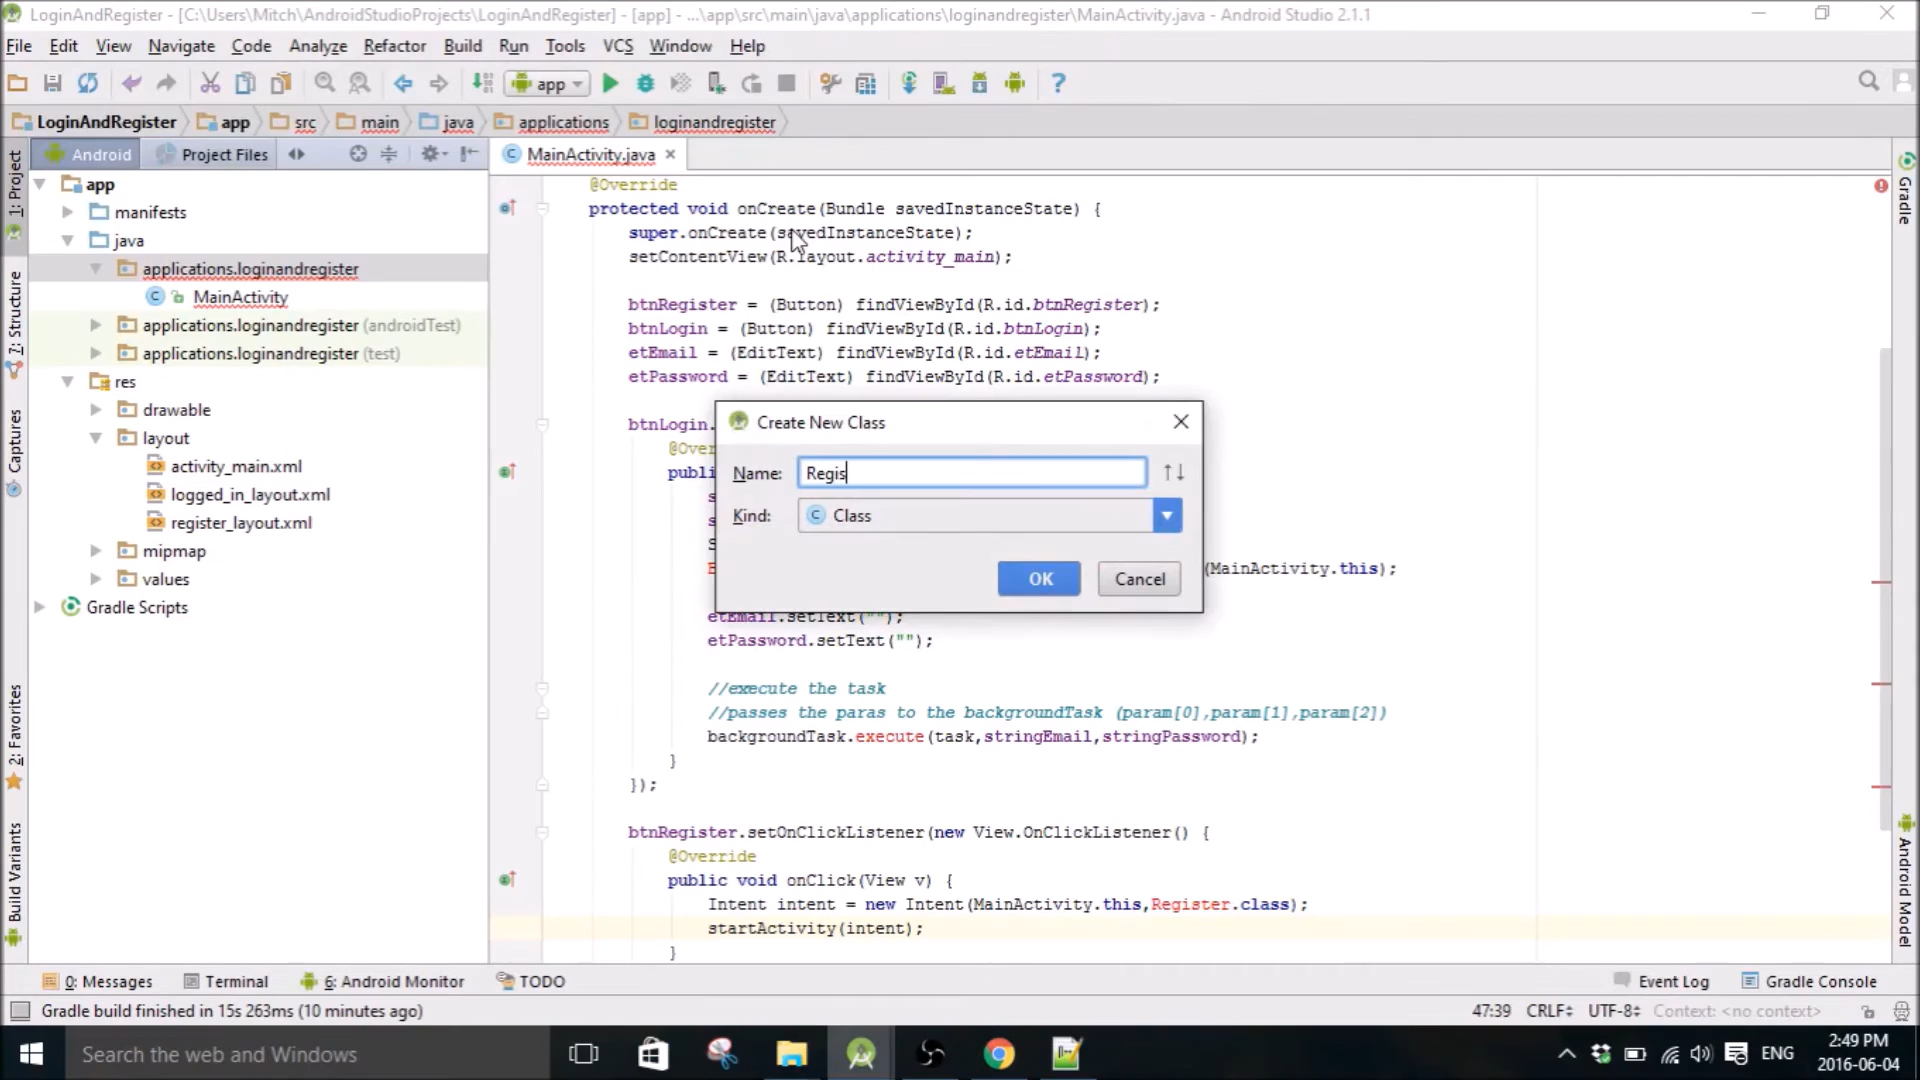 LoginAndRegister - [C:\Users\Mitch\AndroidStudioProjects\LoginAndRegister] - [app] - ...\app\src\main\java\applications\loginandregister\MainActivity.java - Android Studio 2.1.1
File Edit View Navigate Code Analyze Refactor Build Run Tools VCS Window Help
app
LoginAndRegister app src main java applications loginandregister
Android Project Files MainActivity.java
1: Project
7: Structure
Captures
2: Favorites
Build Variants
app
manifests
java
applications.loginandregister
MainActivity
applications.loginandregister (androidTest)
applications.loginandregister (test)
res
drawable
layout
activity_main.xml
logged_in_layout.xml
register_layout.xml
mipmap
values
Gradle Scripts
@Override
protected void onCreate(Bundle savedInstanceState) {
super.onCreate(savedInstanceState);
setContentView(R.layout.activity_main);
btnRegister = (Button) findViewById(R.id.btnRegister);
btnLogin = (Button) findViewById(R.id.btnLogin);
etEmail = (EditText) findViewById(R.id.etEmail);
etPassword = (EditText) findViewById(R.id.etPassword);
btnLogin.
@Over
publi
(MainActivity.this);
etEmail.setText("");
etPassword.setText("");
//execute the task
//passes the paras to the backgroundTask (param[0],param[1],param[2])
backgroundTask.execute(task,stringEmail,stringPassword);
}
});
btnRegister.setOnClickListener(new View.OnClickListener() {
@Override
public void onClick(View v) {
Intent intent = new Intent(MainActivity.this,Register.class);
startActivity(intent);
}
Create New Class
Name: Regis
Kind: Class
OK Cancel
Gradle
Android Model
0: Messages Terminal 6: Android Monitor TODO Event Log Gradle Console
Gradle build finished in 15s 263ms (10 minutes ago) 47:39 CRLF UTF-8 Context: <no context>
Search the web and Windows
ENG
2:49 PM
2016-06-04